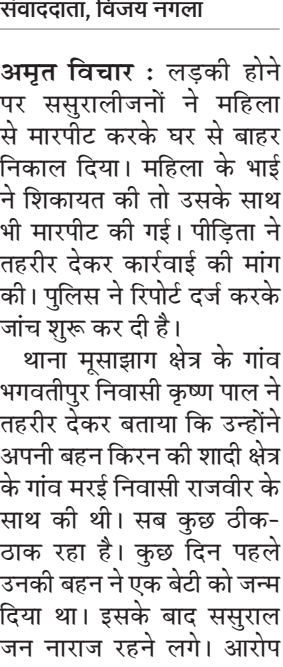 संवाददाता, विजय नगला
अमृत विचार : लड़की होने
पर ससुरालीजनों ने महिला
से मारपीट करके घर से बाहर
निकाल दिया। महिला के भाई
ने शिकायत की तो उसके साथ
भी मारपीट की गई। पीड़िता ने
तहरीर देकर कार्रवाई की मांग
की। पुलिस ने रिपोर्ट दर्ज करके
जांच शुरू कर दी है।
थाना मूसाझाग क्षेत्र के गांव
भगवतीपुर निवासी कृष्ण पाल ने
तहरीर देकर बताया कि उन्होंने
अपनी बहन किरन की शादी क्षेत्र
के गांव मरई निवासी राजवीर के
साथ की थी। सब कुछ ठीक-
ठाक रहा है। कुछ दिन पहले
उनकी बहन ने एक बेटी को जन्म
दिया था। इसके बाद ससुराल
जन नाराज रहने लगे। आरोप